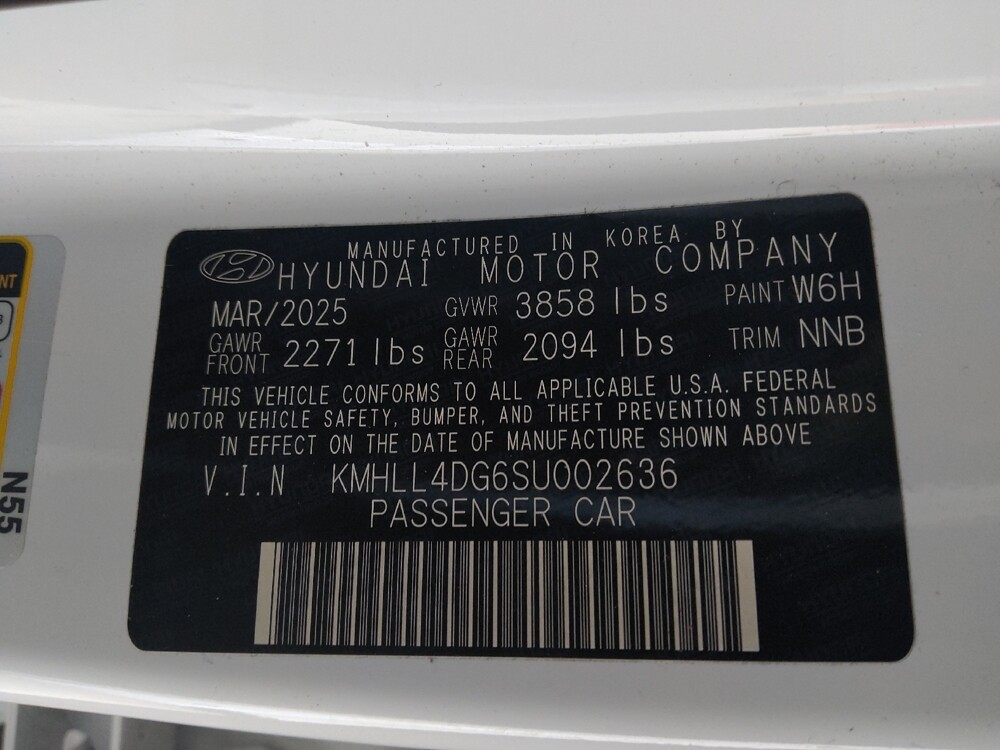 MANUFACTURED IN KOREA BY
HYUNDAI MOTOR COMPANY
MAR/2025 GVWR 3858 lbs PAINT W6H
GAWR FRONT 2271 lbs GAWR REAR 2094 lbs TRIM NNB
THIS VEHICLE CONFORMS TO ALL APPLICABLE U.S.A. FEDERAL
MOTOR VEHICLE SAFETY, BUMPER, AND THEFT PREVENTION STANDARDS
IN EFFECT ON THE DATE OF MANUFACTURE SHOWN ABOVE
V.I.N KMHLL4DG6SU002636
PASSENGER CAR
N55